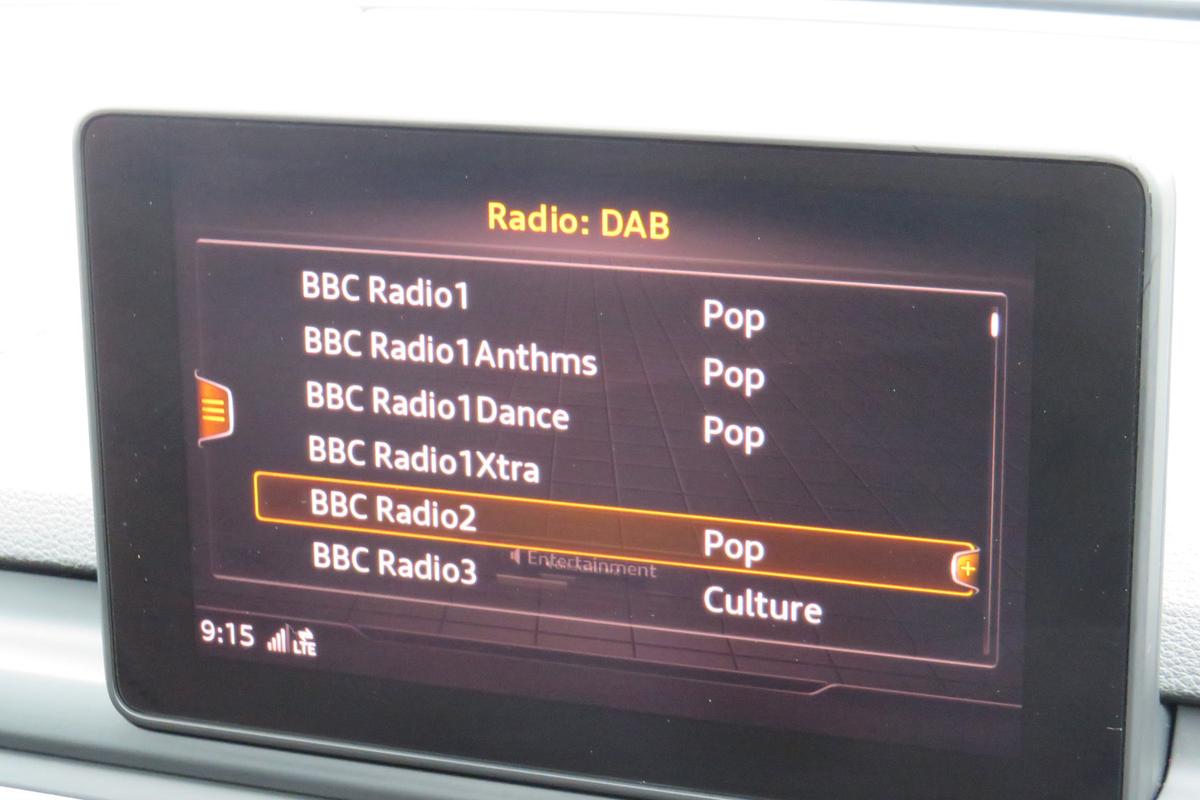 Radio: DAB
BBC Radio1 Pop
BBC Radio1Anthms Pop
BBC Radio1Dance Pop
BBC Radio1Xtra
BBC Radio2 Pop
Entertainment
BBC Radio3 Culture
9:15 LTE